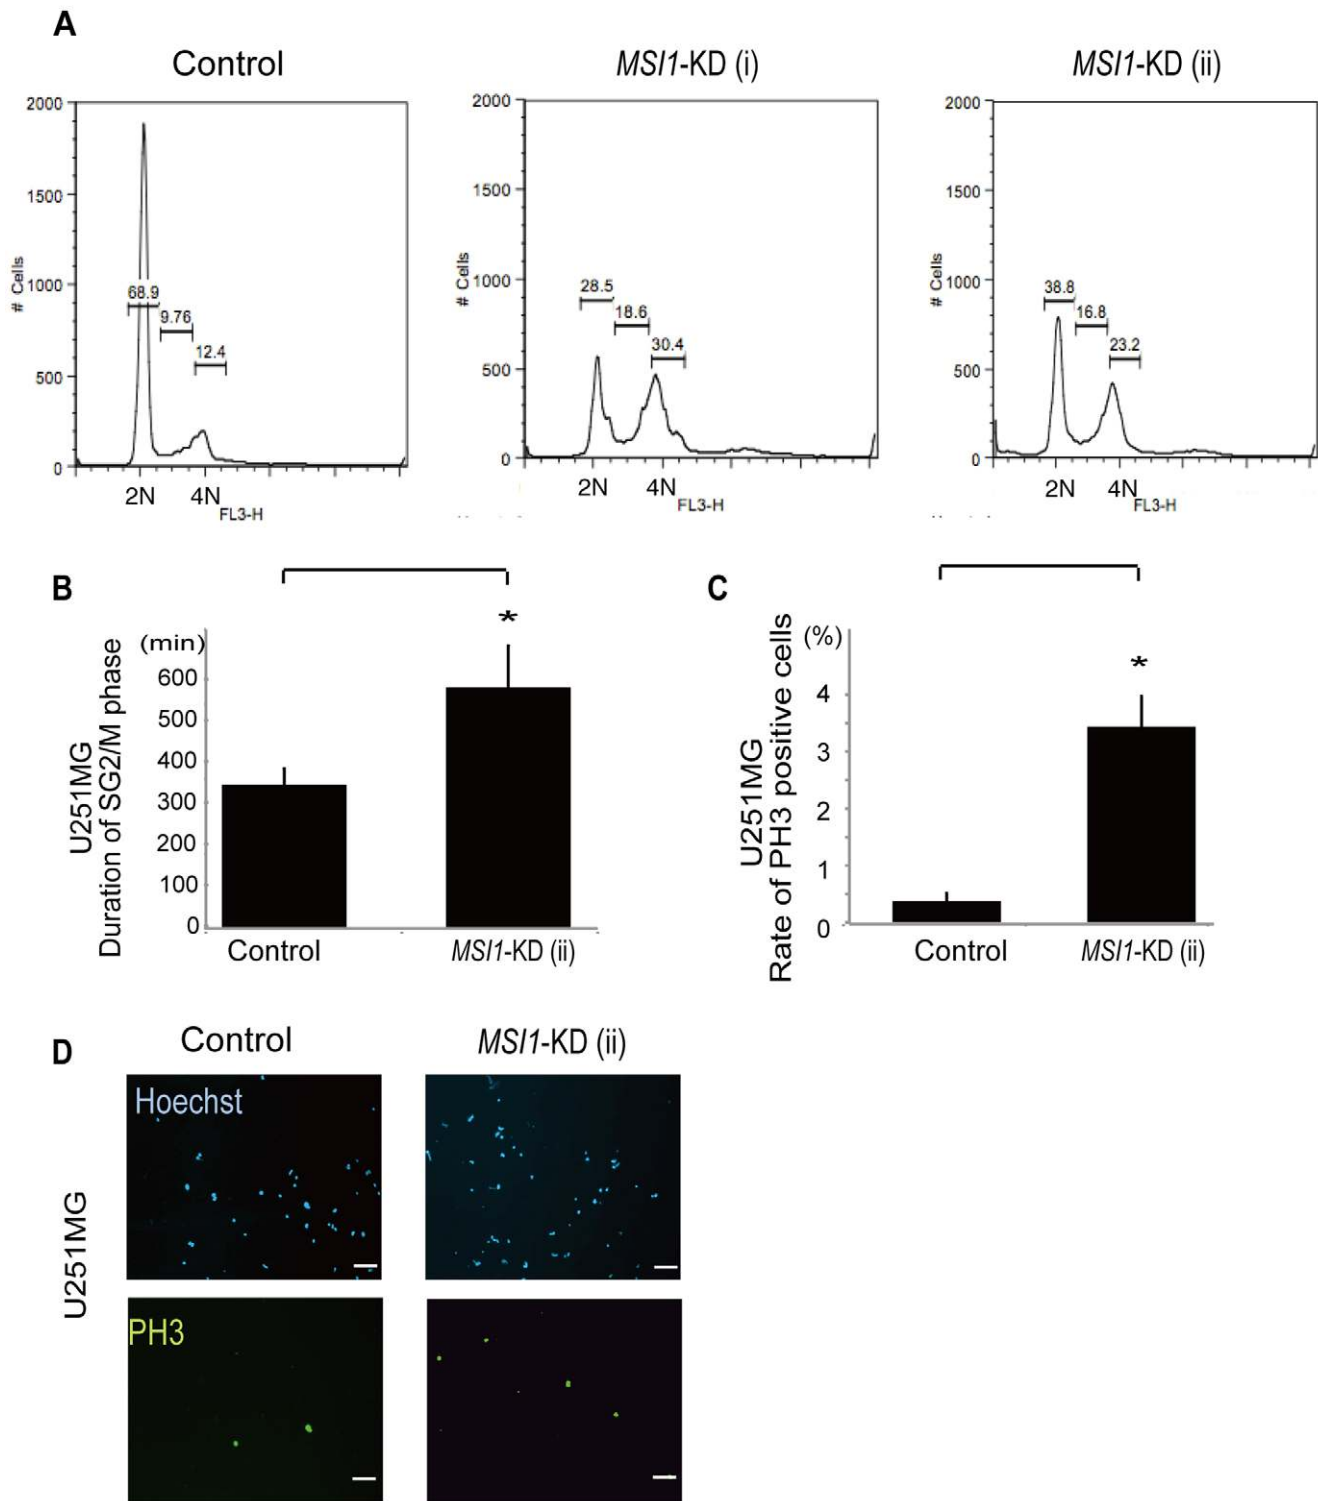 A
Control
MSI1-KD (i)
MSI1-KD (ii)
2000
1500
1000
500
0
# Cells
68.9
9.76
12.4
2N
4N
FL3-H
2000
1500
1000
500
0
# Cells
28.5
18.6
30.4
2N
4N
FL3-H
2000
1500
1000
500
0
# Cells
38.8
16.8
23.2
2N
4N
FL3-H
B
*
(min)
600
500
400
300
200
100
0
U251MG
Duration of SG2/M phase
Control
MSI1-KD (ii)
C
*
(%)
4
3
2
1
0
U251MG
Rate of PH3 positive cells
Control
MSI1-KD (ii)
D
Control
MSI1-KD (ii)
U251MG
Hoechst
PH3